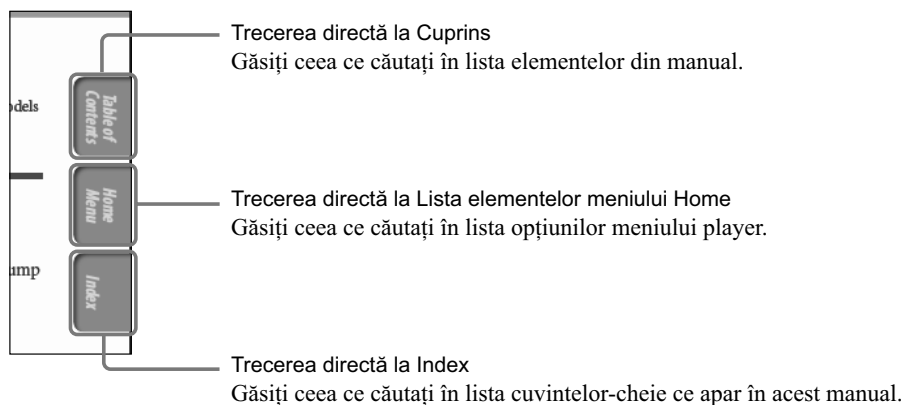 Trecerea directă la Cuprins
Găsiți ceea ce căutați în lista elementelor din manual.
odels
Table of
Contents
Trecerea directă la Lista elementelor meniului Home
Găsiți ceea ce căutați în lista opțiunilor meniului player.
Home
Menu
ump
Index
Trecerea directă la Index
Găsiți ceea ce căutați în lista cuvintelor-cheie ce apar în acest manual.